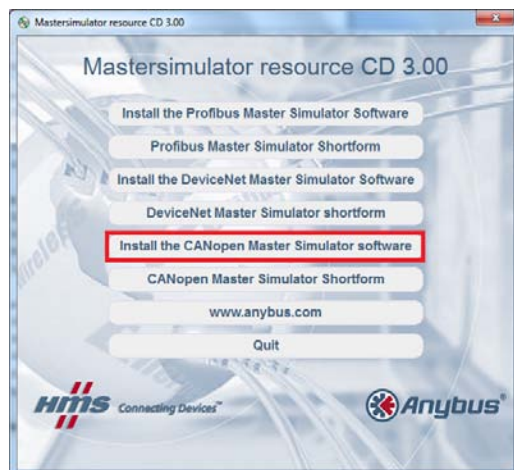 Mastersimulator resource CD 3.00
Mastersimulator resource CD 3.00
Install the Profibus Master Simulator Software
Profibus Master Simulator Shortform
Install the DeviceNet Master Simulator Software
DeviceNet Master Simulator shortform
Install the CANopen Master Simulator software
CANopen Master Simulator Shortform
www.anybus.com
Quit
HMS Connecting Devices™
Anybus®